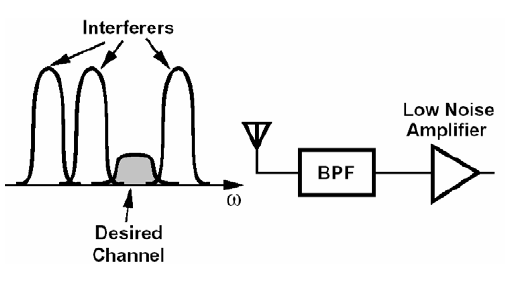 Interferers
Low Noise
Amplifier
BPF
ω
Desired
Channel